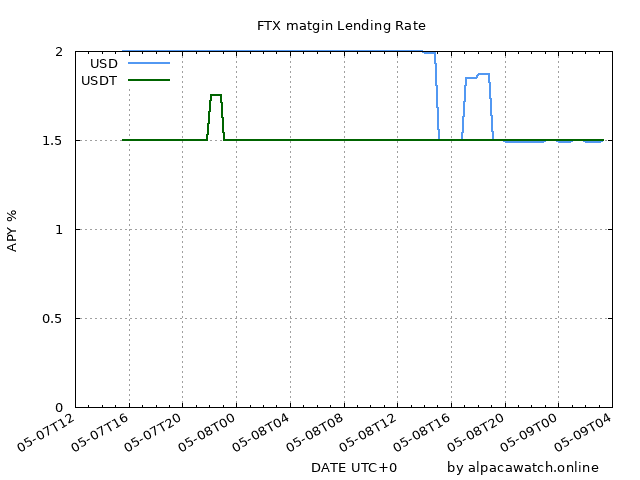 FTX matgin Lending Rate
2
USD
USDT
1.5
1
APY %
0.5
0
05-07T12
05-07T16
05-07T20
05-08T00
05-08T04
05-08T08
05-08T12
05-08T16
05-08T20
05-09T00
05-09T04
DATE UTC+0
by alpacawatch.online